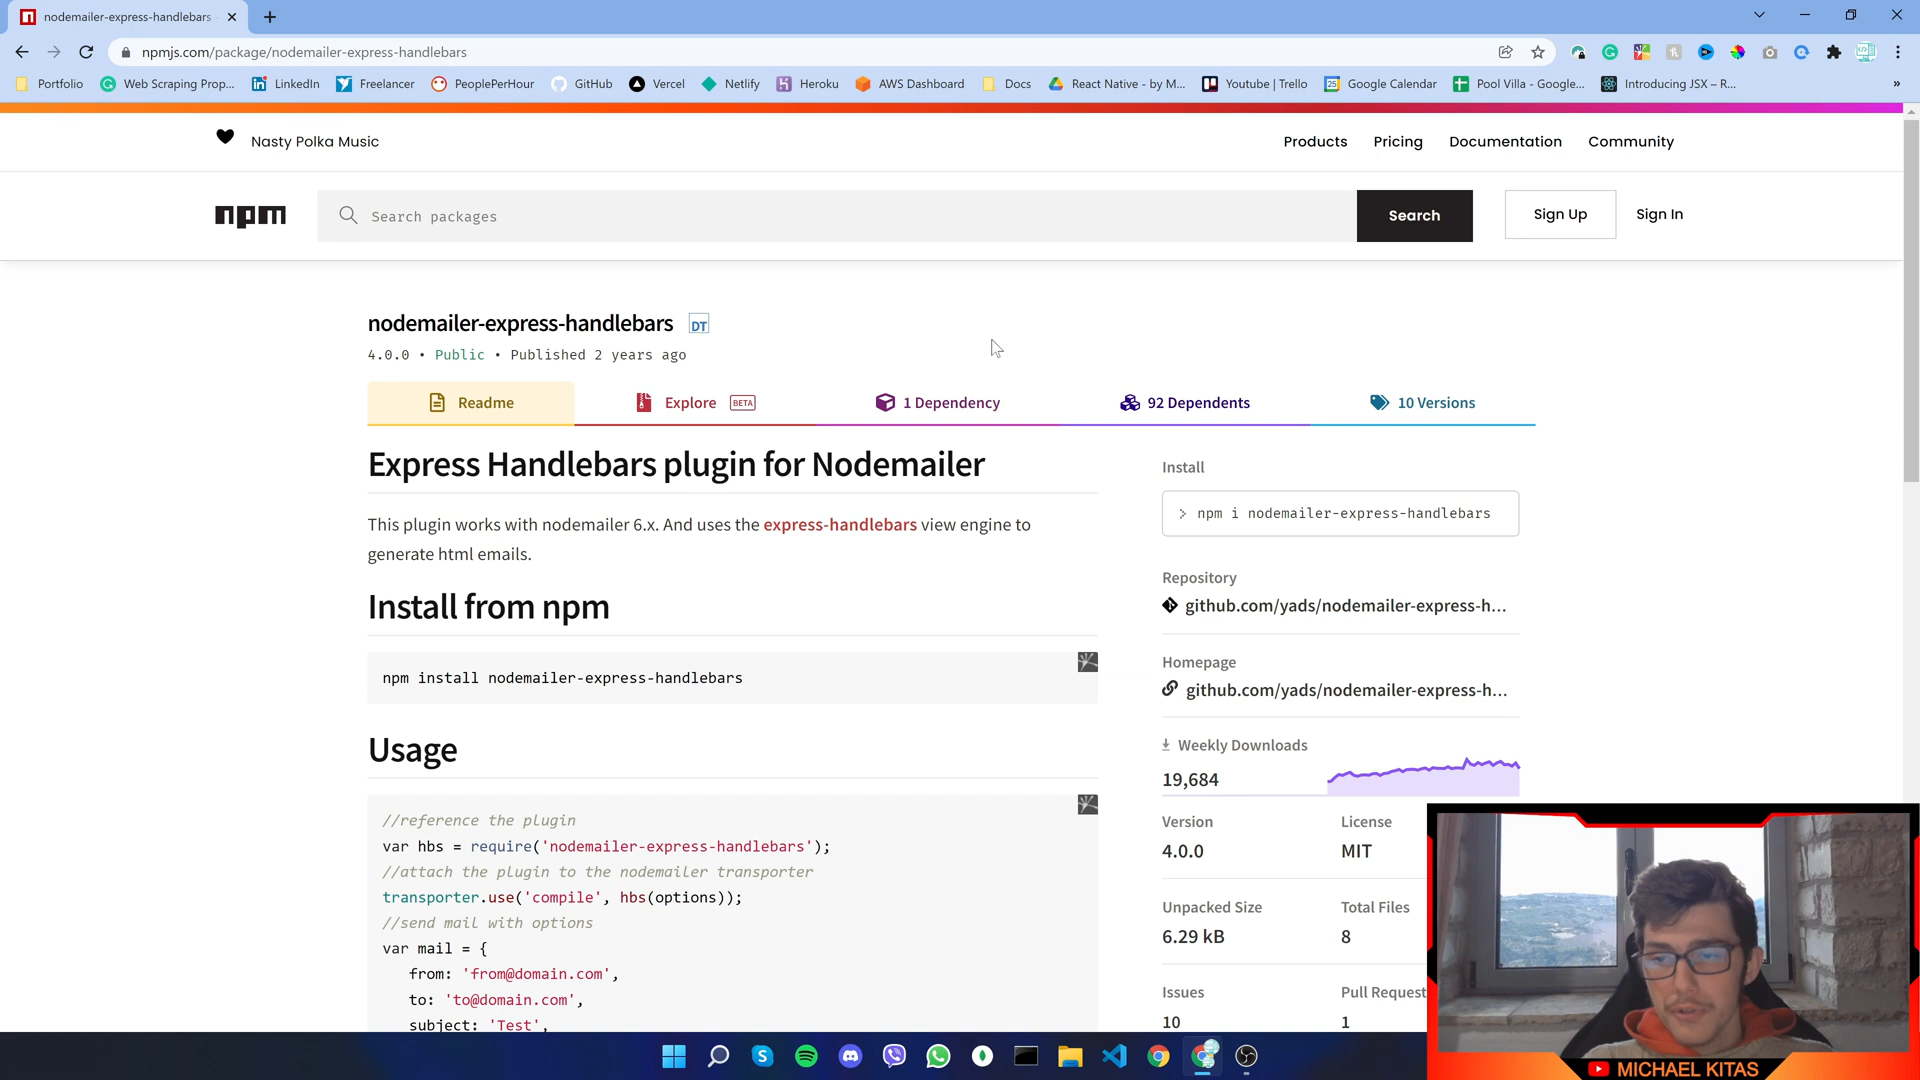 nodemailer-express-handlebars
npmjs.com/package/nodemailer-express-handlebars
Portfolio
Web Scraping Prop...
LinkedIn
Freelancer
PeoplePerHour
GitHub
Vercel
Netlify
Heroku
AWS Dashboard
Docs
React Native - by M...
Youtube | Trello
Google Calendar
Pool Villa - Google...
Introducing JSX – R...
»
Nasty Polka Music
Products
Pricing
Documentation
Community
npm
Search packages
Search
Sign Up
Sign In
nodemailer-express-handlebars DT
4.0.0 • Public • Published 2 years ago
Readme
Explore BETA
1 Dependency
92 Dependents
10 Versions
Express Handlebars plugin for Nodemailer
This plugin works with nodemailer 6.x. And uses the express-handlebars view engine to
generate html emails.
Install from npm
npm install nodemailer-express-handlebars
Usage
//reference the plugin
var hbs = require('nodemailer-express-handlebars');
//attach the plugin to the nodemailer transporter
transporter.use('compile', hbs(options));
//send mail with options
var mail = {
from: 'from@domain.com',
to: 'to@domain.com',
subject: 'Test',
Install
> npm i nodemailer-express-handlebars
Repository
github.com/yads/nodemailer-express-h...
Homepage
github.com/yads/nodemailer-express-h...
Weekly Downloads
19,684
Version
4.0.0
License
MIT
Unpacked Size
6.29 kB
Total Files
8
Issues
10
Pull Request
1
MICHAEL KITAS